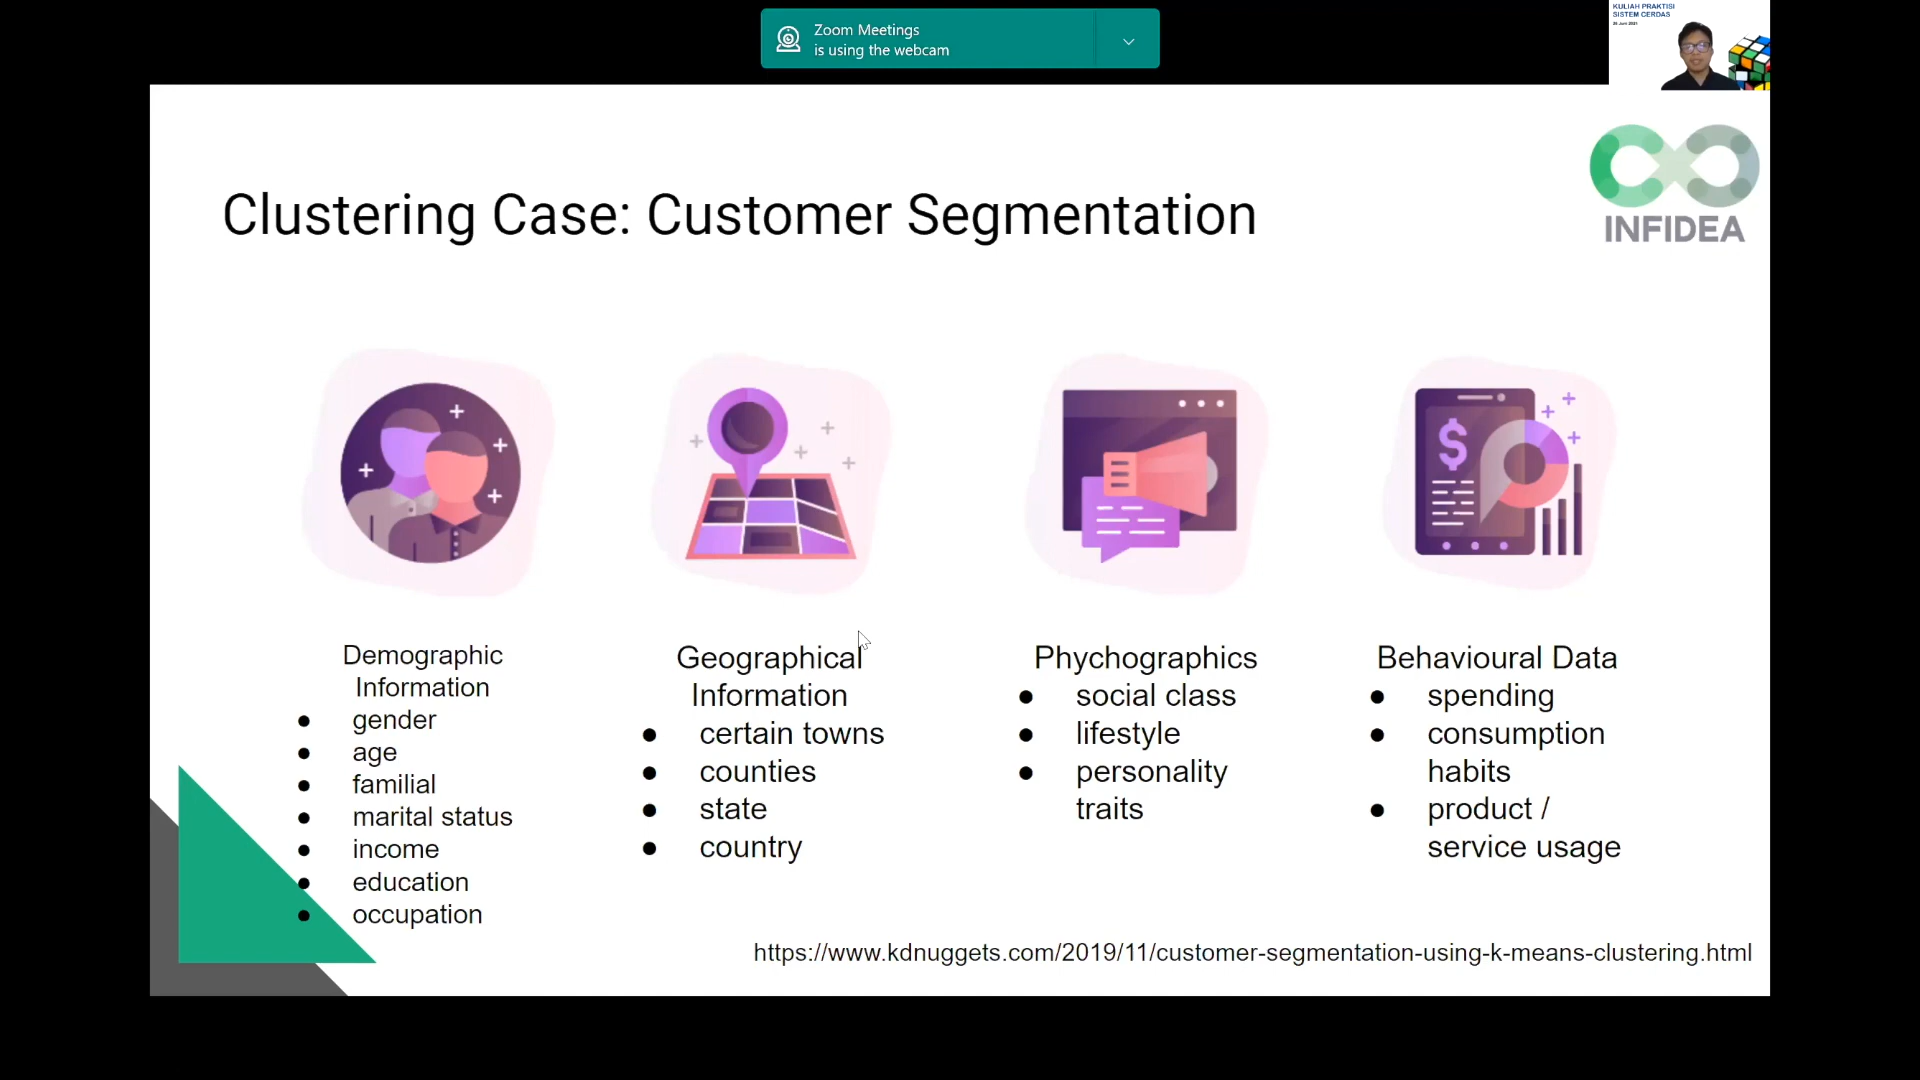 Zoom Meetings
is using the webcam
KULIAH PRAKTISI
SISTEM CERDAS
26 Juni 2021
INFIDEA
Clustering Case: Customer Segmentation
Demographic
Information
● gender
● age
● familial
● marital status
● income
● education
● occupation
Geographical
Information
● certain towns
● counties
● state
● country
Phychographics
● social class
● lifestyle
● personality
traits
Behavioural Data
● spending
● consumption
habits
● product /
service usage
https://www.kdnuggets.com/2019/11/customer-segmentation-using-k-means-clustering.html